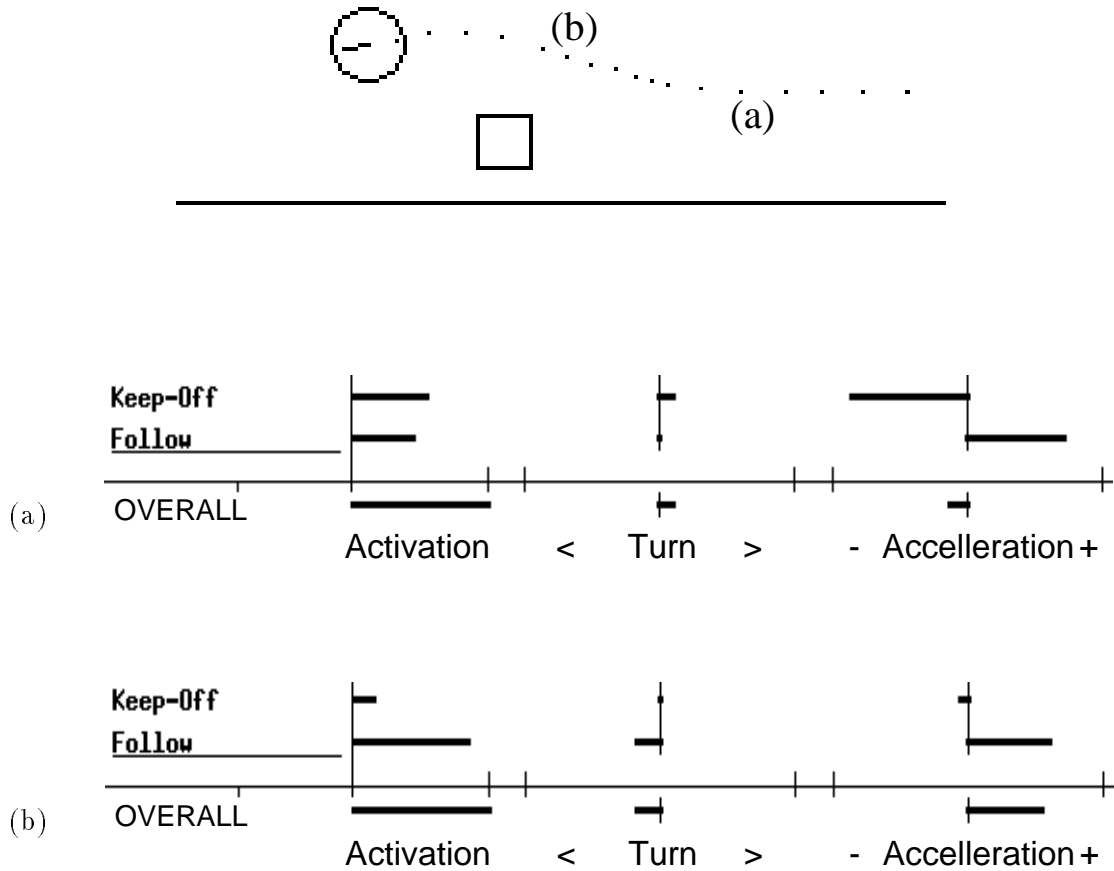 (b)
(a)
Keep-Off
Follow
(a) OVERALL
Activation < Turn > - Accelleration +
Keep-Off
Follow
(b) OVERALL
Activation < Turn > - Accelleration +